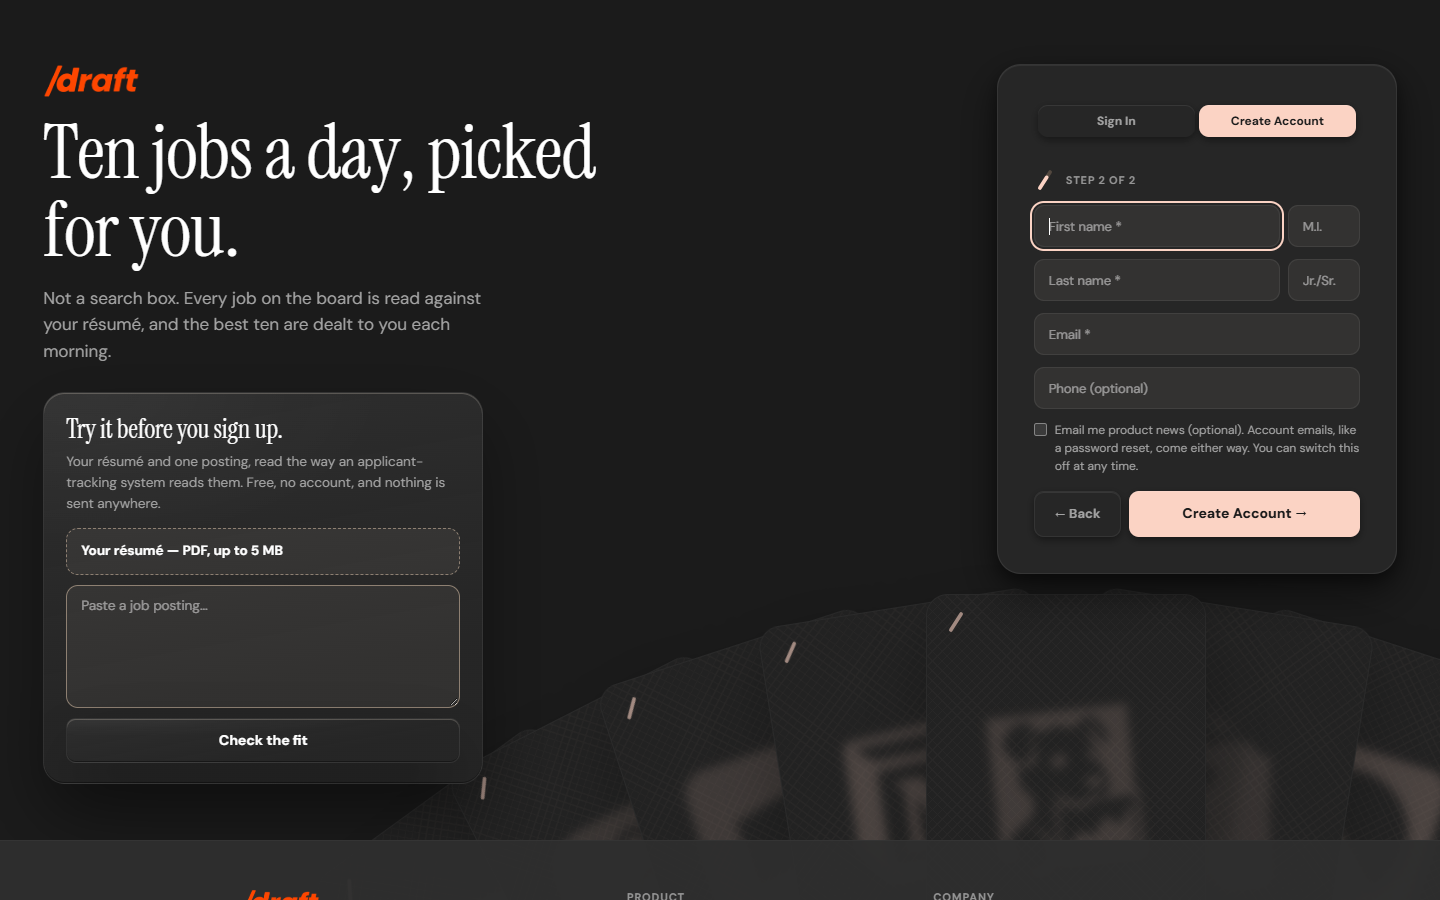 /draft
Ten jobs a day, picked
for you.
Not a search box. Every job on the board is read against
your résumé, and the best ten are dealt to you each
morning.
Try it before you sign up.
Your résumé and one posting, read the way an applicant-
tracking system reads them. Free, no account, and nothing is
sent anywhere.
Your résumé — PDF, up to 5 MB
Paste a job posting...
Check the fit
Sign In
Create Account
STEP 2 OF 2
First name *
M.I.
Last name *
Jr./Sr.
Email *
Phone (optional)
Email me product news (optional). Account emails, like
a password reset, come either way. You can switch this
off at any time.
← Back
Create Account →
/draft
PRODUCT
COMPANY